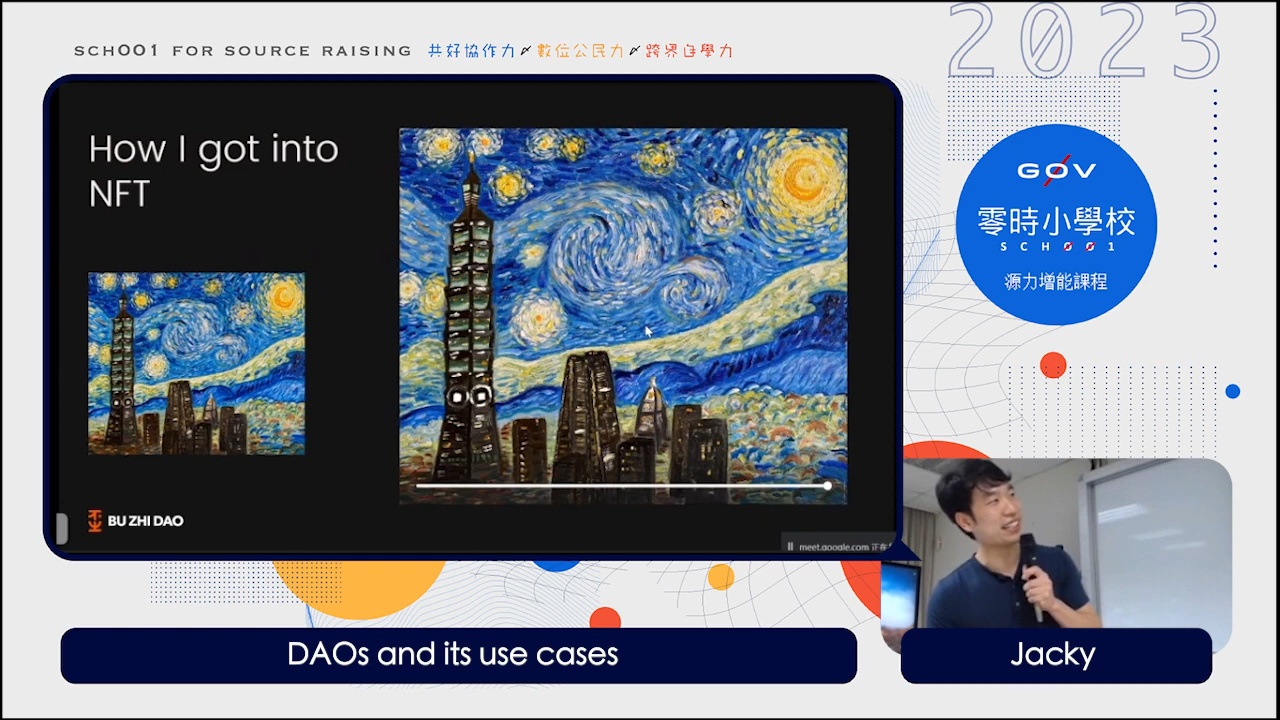 SCH001 FOR SOURCE RAISING 共好協作力 數位公民力 跨界自學力
2023
How I got into
NFT
BU ZHI DAO
meet.google.com 正在
G0V
零時小學校
SCH001
源力增能課程
DAOs and its use cases
Jacky